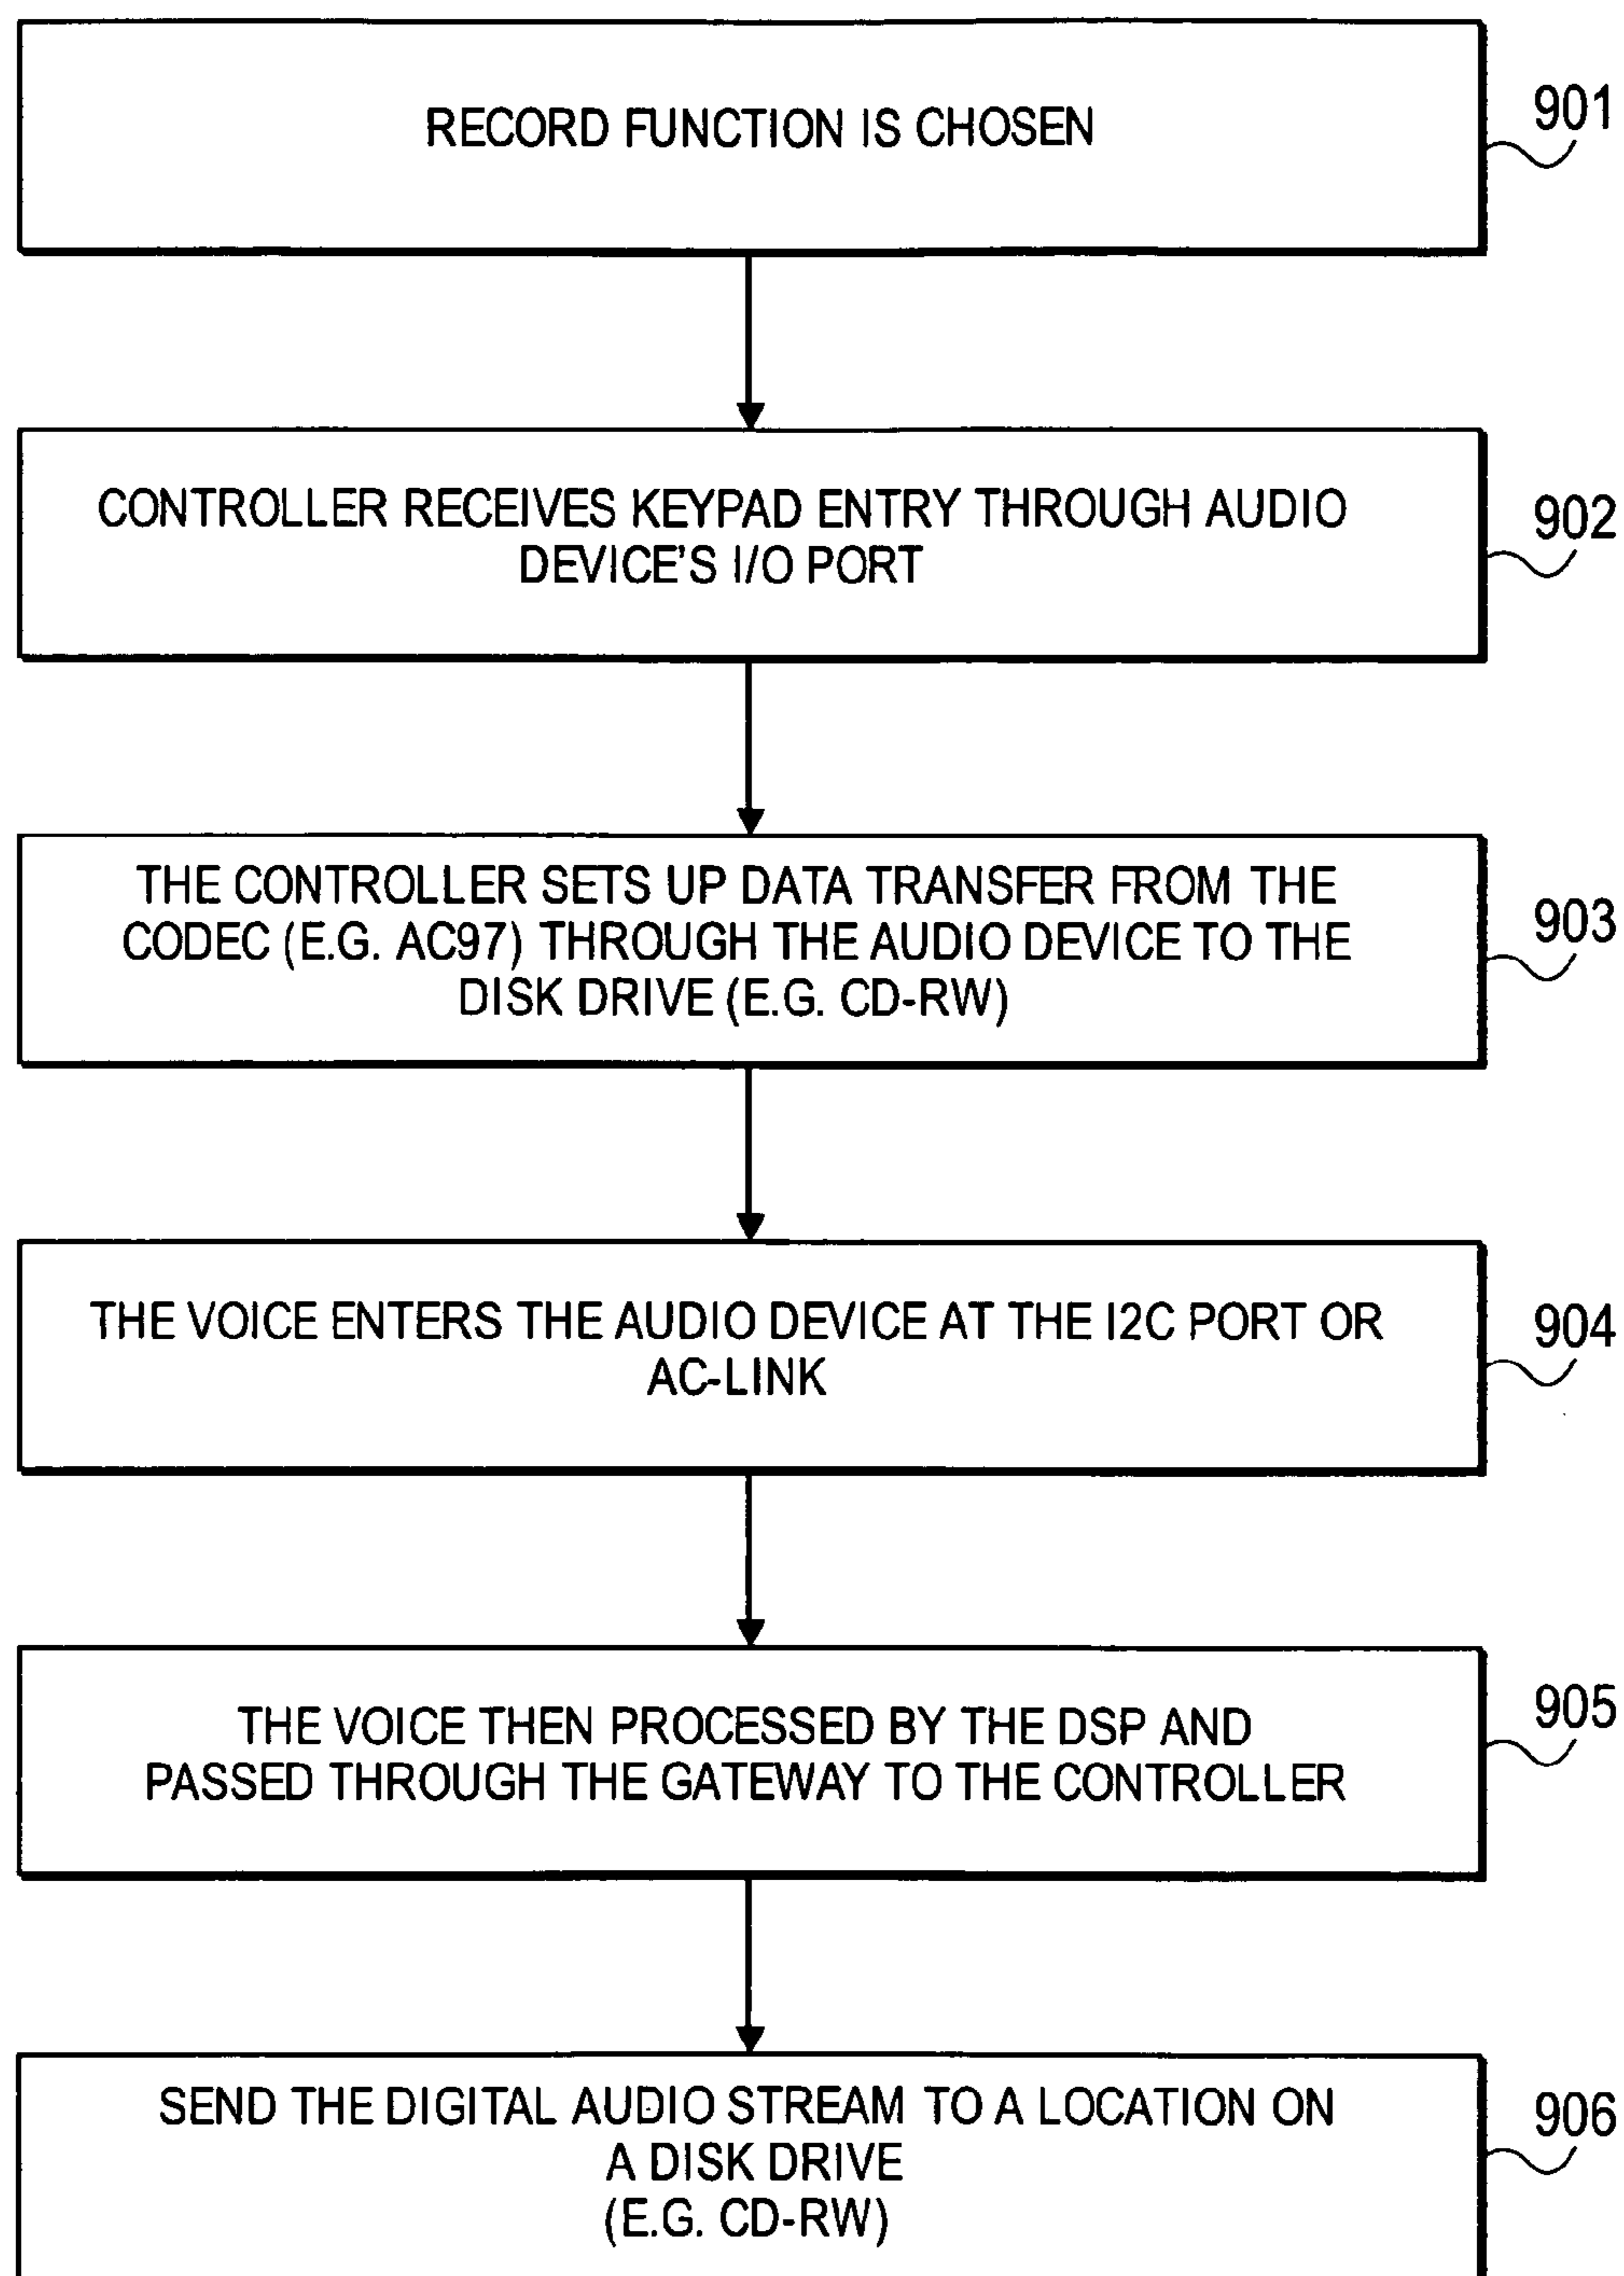 RECORD FUNCTION IS CHOSEN
901
CONTROLLER RECEIVES KEYPAD ENTRY THROUGH AUDIO
DEVICE'S I/O PORT
902
THE CONTROLLER SETS UP DATA TRANSFER FROM THE
CODEC (E.G. AC97) THROUGH THE AUDIO DEVICE TO THE
DISK DRIVE (E.G. CD-RW)
903
THE VOICE ENTERS THE AUDIO DEVICE AT THE I2C PORT OR
AC-LINK
904
THE VOICE THEN PROCESSED BY THE DSP AND
PASSED THROUGH THE GATEWAY TO THE CONTROLLER
905
SEND THE DIGITAL AUDIO STREAM TO A LOCATION ON
A DISK DRIVE
(E.G. CD-RW)
906